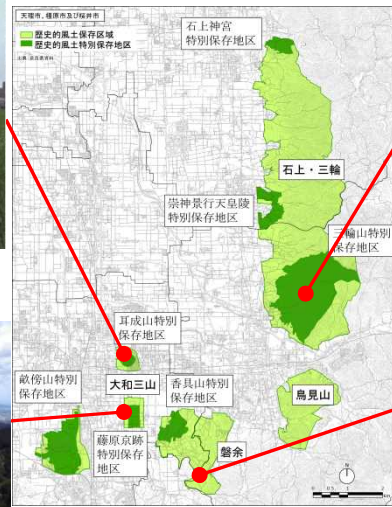 天理市、橿原市及び桜井市
歴史的風土保存区域
歴史的風土特別保存地区
石上神宮
特別保存地区
石上・三輪
崇神景行天皇陵
特別保存地区
三輪山特別
保存地区
耳成山特別
保存地区
畝傍山特別
保存地区
大和三山
香具山特別
保存地区
鳥見山
藤原京跡
特別保存
地区
磐余
N
0 0.5 1 2